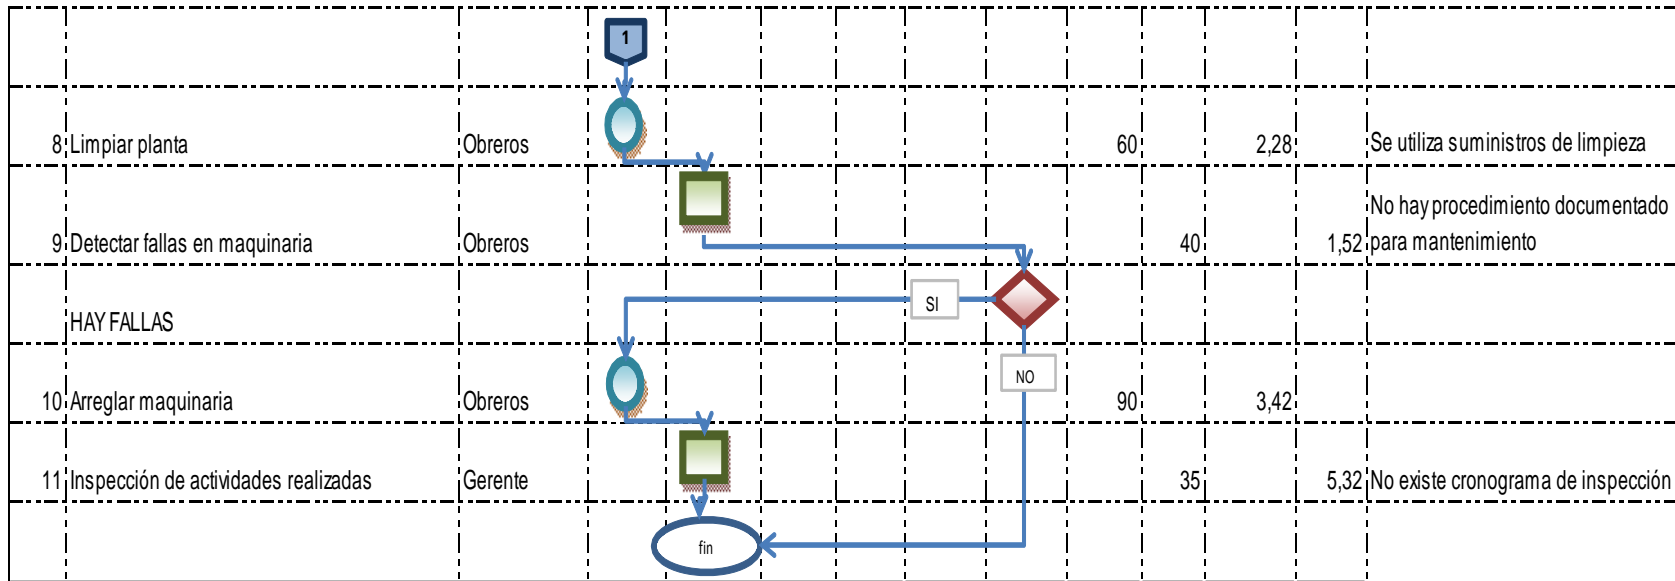 1
8 Limpiar planta Obreros 60 2,28 Se utiliza suministros de limpieza
No hay procedimiento documentado
9 Detectar fallas en maquinaria Obreros 40 1,52 para mantenimiento
SI
HAY FALLAS
NO
10 Arreglar maquinaria Obreros 90 3,42
11 Inspección de actividades realizadas Gerente 35 5,32 No existe cronograma de inspección
fin